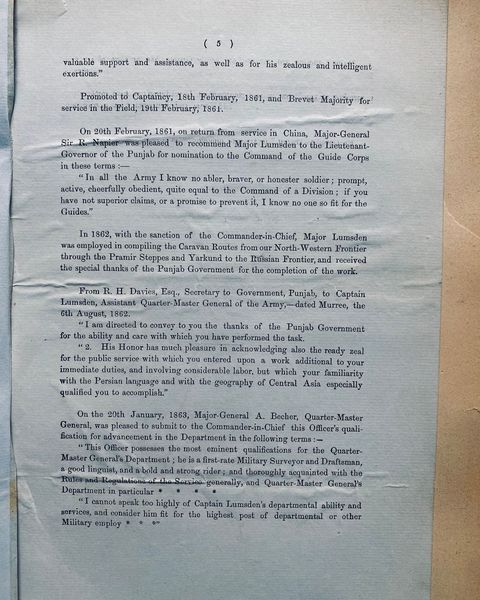 ( 5 )
valuable support and assistance, as well as for his zealous and intelligent
exertions."
Promoted to Captaincy, 18th February, 1861, and Brevet Majority for
service in the Field, 19th February, 1861.
On 20th February, 1861, on return from service in China, Major-General
Sir R. Napier was pleased to recommend Major Lumsden to the Lieutenant-
Governor of the Punjab for nomination to the Command of the Guide Corps
in these terms :—
"In all the Army I know no abler, braver, or honester soldier ; prompt,
active, cheerfully obedient, quite equal to the Command of a Division ; if you
have not superior claims, or a promise to prevent it, I know no one so fit for the
Guides."
In 1862, with the sanction of the Commander-in-Chief, Major Lumsden
was employed in compiling the Caravan Routes from our North-Western Frontier
through the Pramir Steppes and Yarkund to the Russian Frontier, and received
the special thanks of the Punjab Government for the completion of the work.
From R. H. Davies, Esq., Secretary to Government, Punjab, to Captain
Lumsden, Assistant Quarter-Master General of the Army,—dated Murree, the
6th August, 1862.
"I am directed to convey to you the thanks of the Punjab Government
for the ability and care with which you have performed the task.
"2. His Honor has much pleasure in acknowledging also the ready zeal
for the public service with which you entered upon a work additional to your
immediate duties, and involving considerable labor, but which your familiarity
with the Persian language and with the geography of Central Asia especially
qualified you to accomplish."
On the 20th January, 1863, Major-General A. Becher, Quarter-Master
General, was pleased to submit to the Commander-in-Chief this Officer's quali-
fication for advancement in the Department in the following terms :—
"This Officer possesses the most eminent qualifications for the Quarter-
Master General's Department ; he is a first-rate Military Surveyor and Draftsman,
a good linguist, and a bold and strong rider ; and thoroughly acquainted with the
Rules and Regulations of the Service generally, and Quarter-Master General's
Department in particular * * * *
"I cannot speak too highly of Captain Lumsden's departmental ability and
services, and consider him fit for the highest post of departmental or other
Military employ * * *"